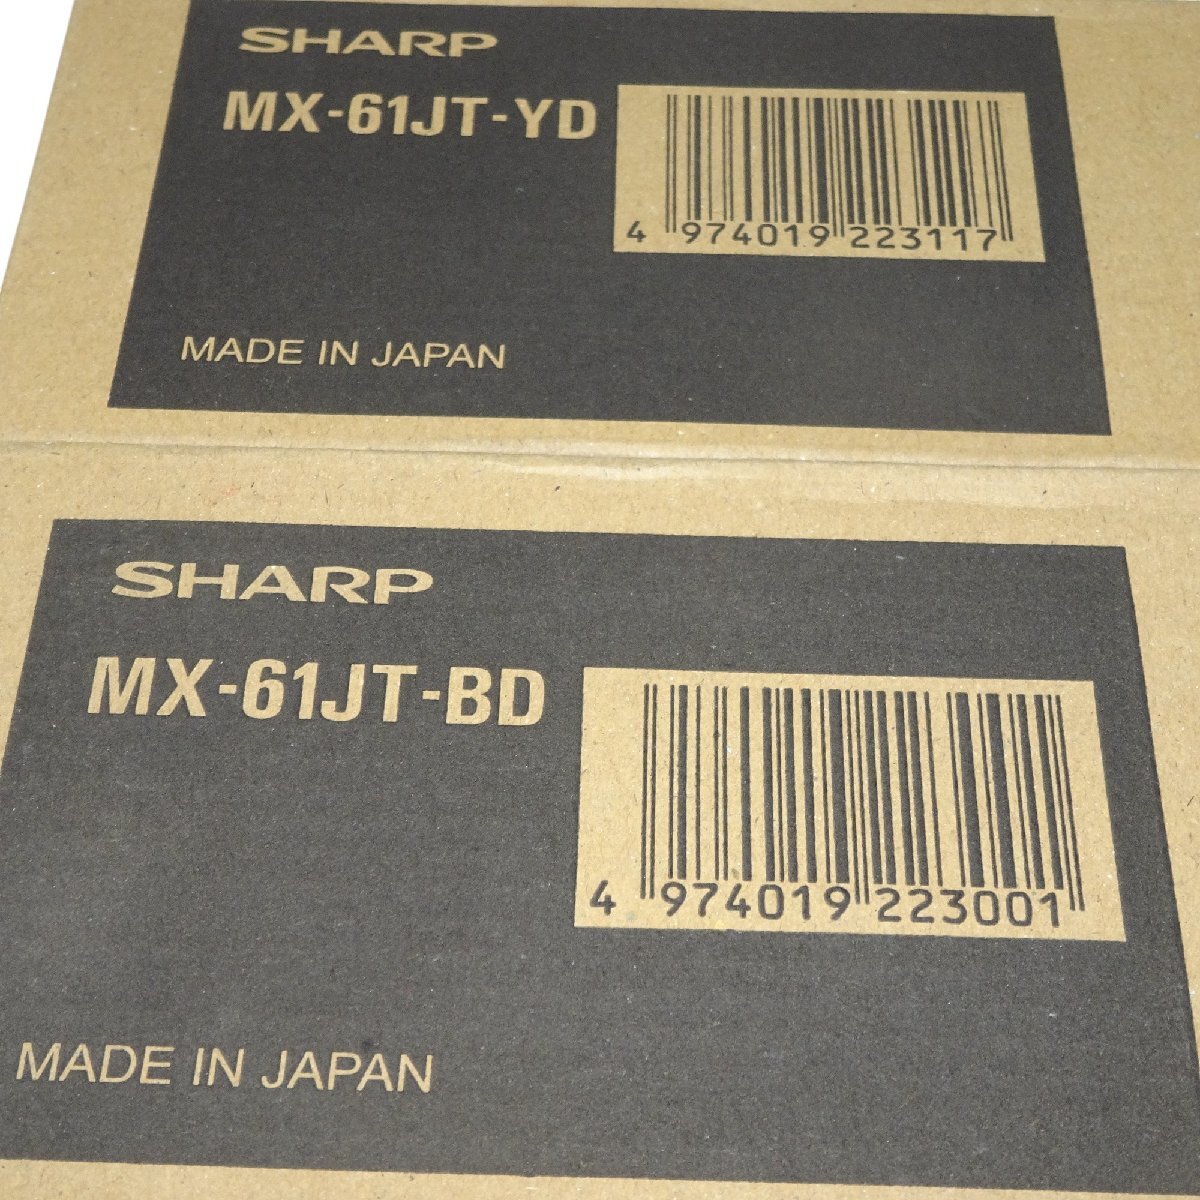 SHARP
MX-61JT-YD
4 974019 223117
MADE IN JAPAN
SHARP
MX-61JT-BD
4 974019 223001
MADE IN JAPAN